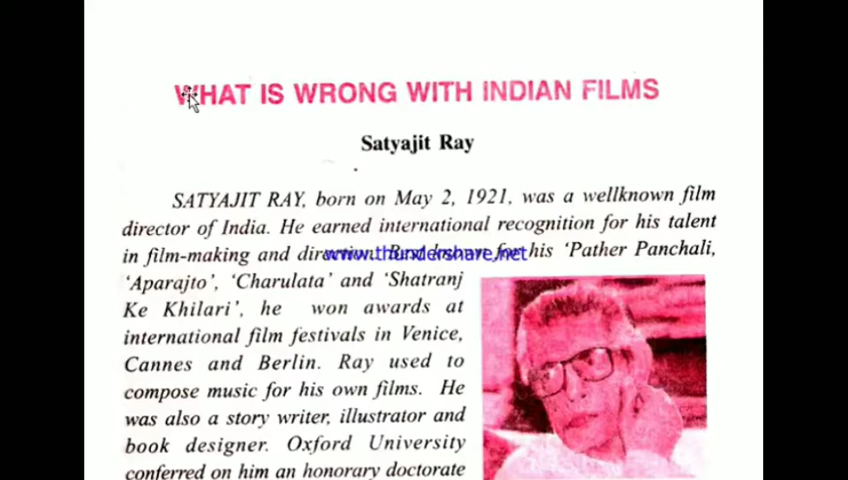 WHAT IS WRONG WITH INDIAN FILMS
Satyajit Ray
SATYAJIT RAY, born on May 2, 1921, was a wellknown film
director of India. He earned international recognition for his talent
in film-making and for his 'Pather Panchali,
www.thundershare.net
'Aparajto', 'Charulata' and 'Shatranj
Ke Khilari', he won awards at
international film festivals in Venice,
Cannes and Berlin. Ray used to
compose music for his own films. He
was also a story writer, illustrator and
book designer. Oxford University
conferred on him an honorary doctorate